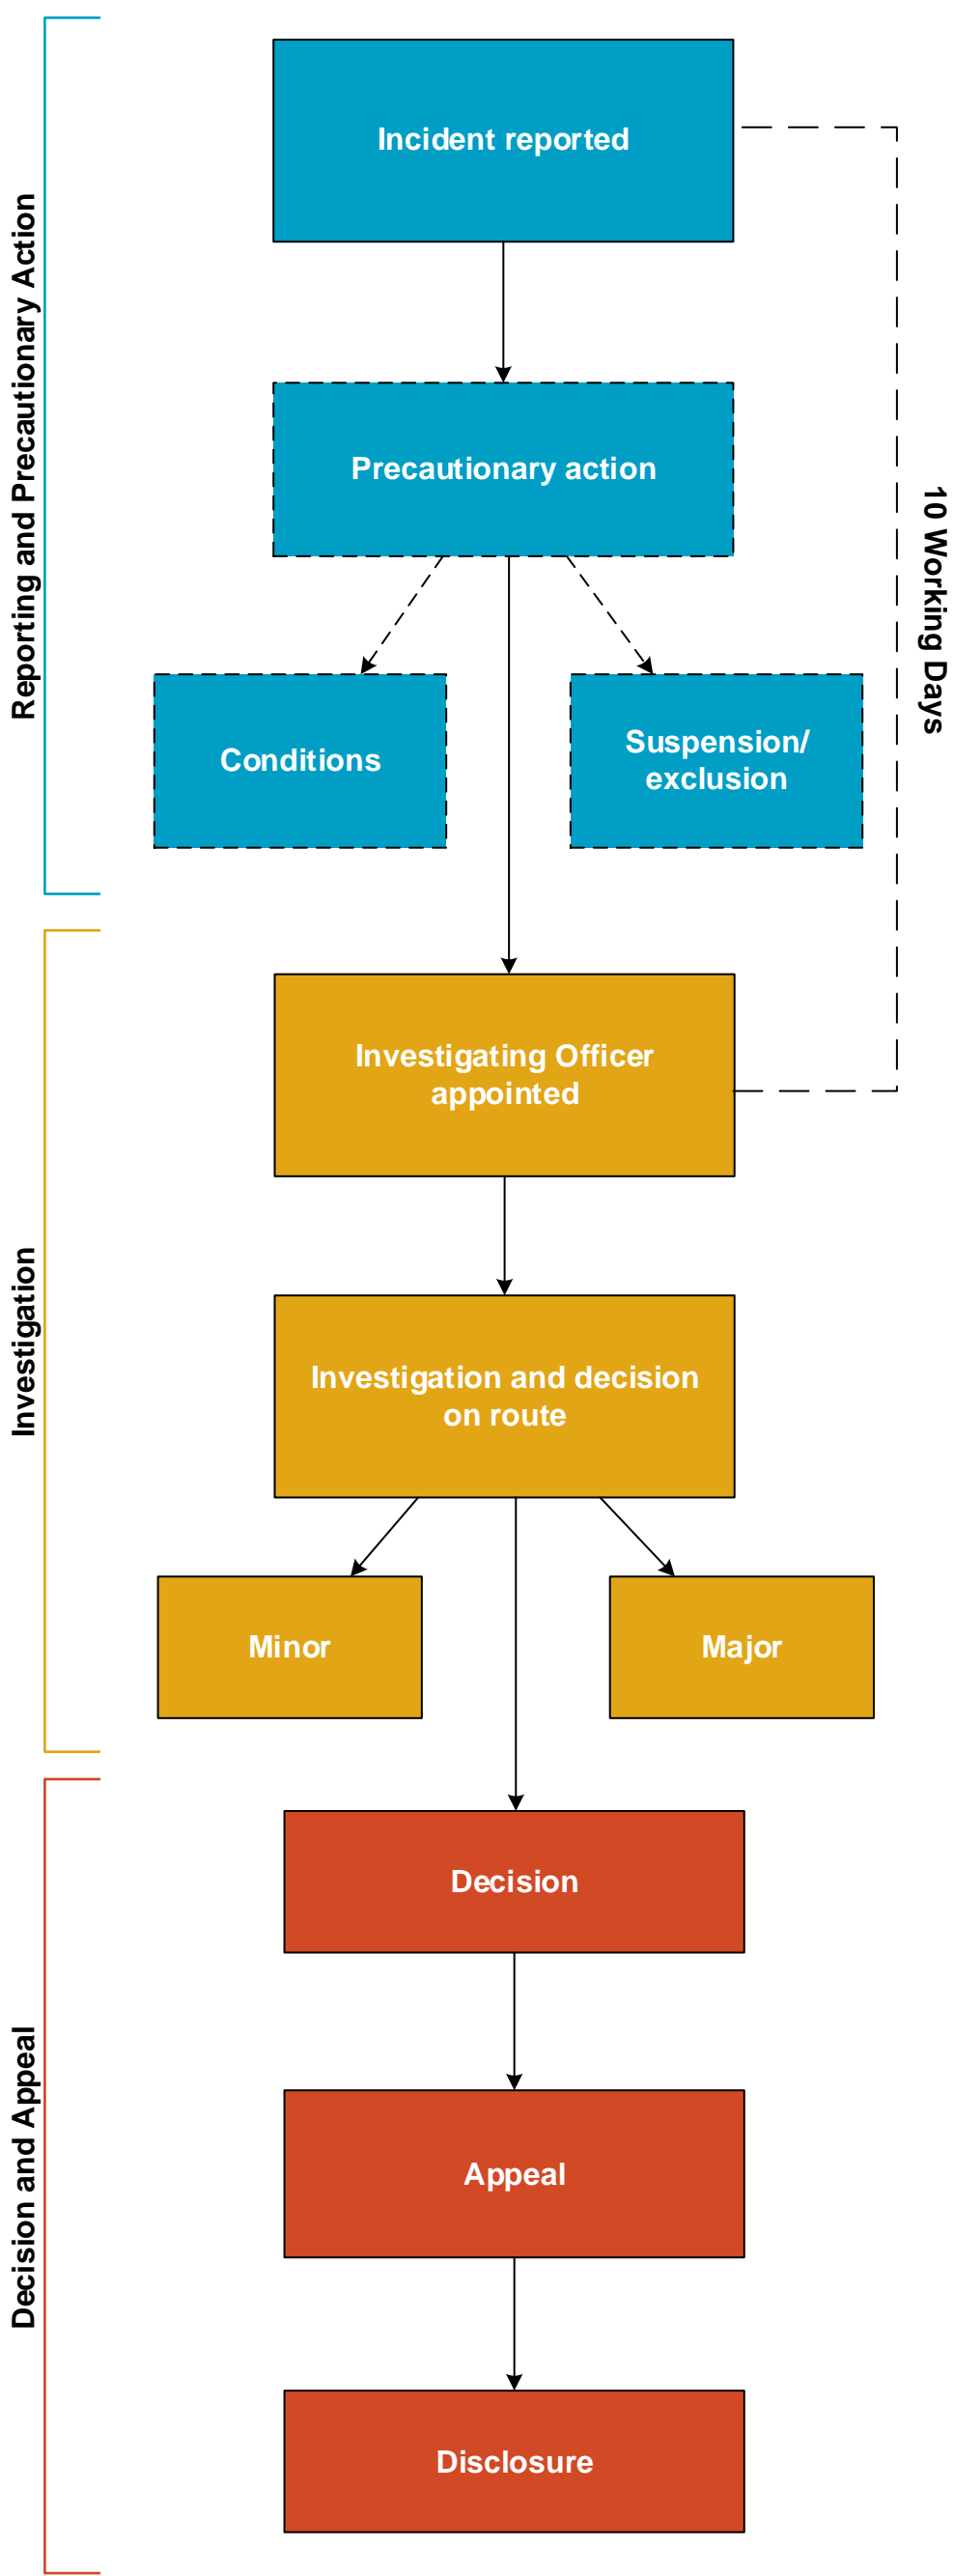 Reporting and Precautionary Action
Incident reported
Precautionary action
10 Working Days
Conditions
Suspension/
exclusion
Investigation
Investigating Officer
appointed
Investigation and decision
on route
Minor
Major
Decision and Appeal
Decision
Appeal
Disclosure